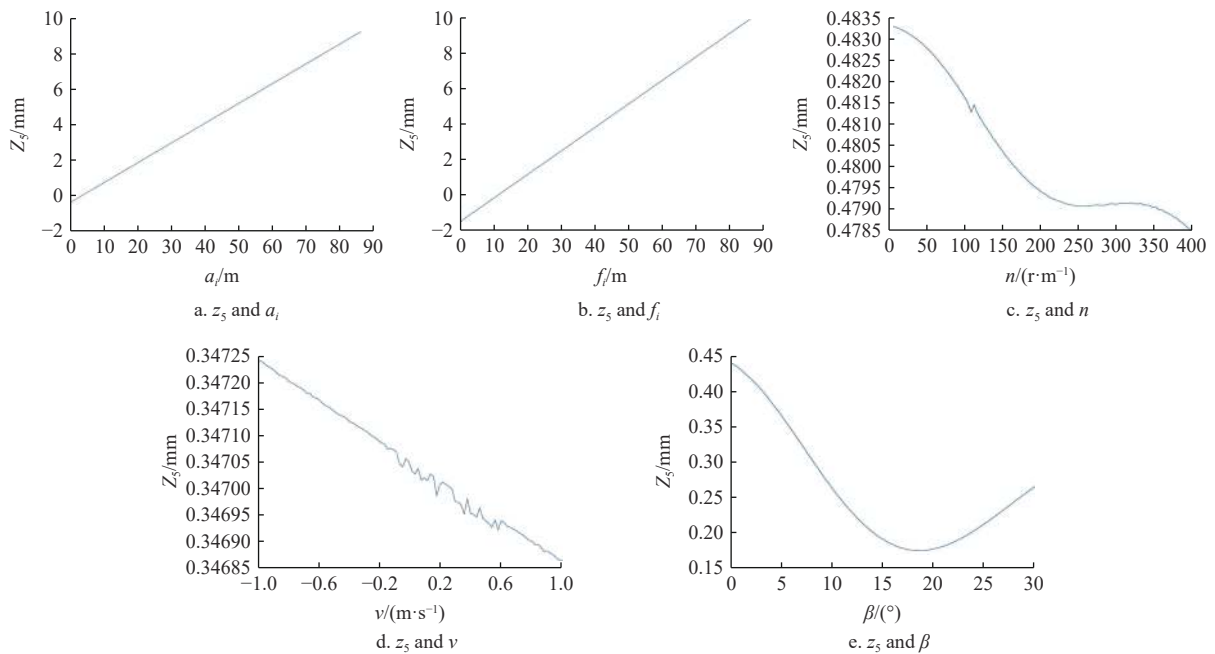 10
8
6
4
2
0
−2
Z₅/mm
0 10 20 30 40 50 60 70 80 90
aᵢ/m
a. z₅ and aᵢ
10
8
6
4
2
0
−2
Z₅/mm
0 10 20 30 40 50 60 70 80 90
fᵢ/m
b. z₅ and fᵢ
0.4835
0.4830
0.4825
0.4820
0.4815
0.4810
0.4805
0.4800
0.4795
0.4790
0.4785
Z₅/mm
0 50 100 150 200 250 300 350 400
n/(r·m⁻¹)
c. z₅ and n
0.34725
0.34720
0.34715
0.34710
0.34705
0.34700
0.34695
0.34690
0.34685
Z₅/mm
−1.0 −0.6 −0.2 0.2 0.6 1.0
v/(m·s⁻¹)
d. z₅ and v
0.45
0.40
0.35
0.30
0.25
0.20
0.15
Z₅/mm
0 5 10 15 20 25 30
β/(°)
e. z₅ and β